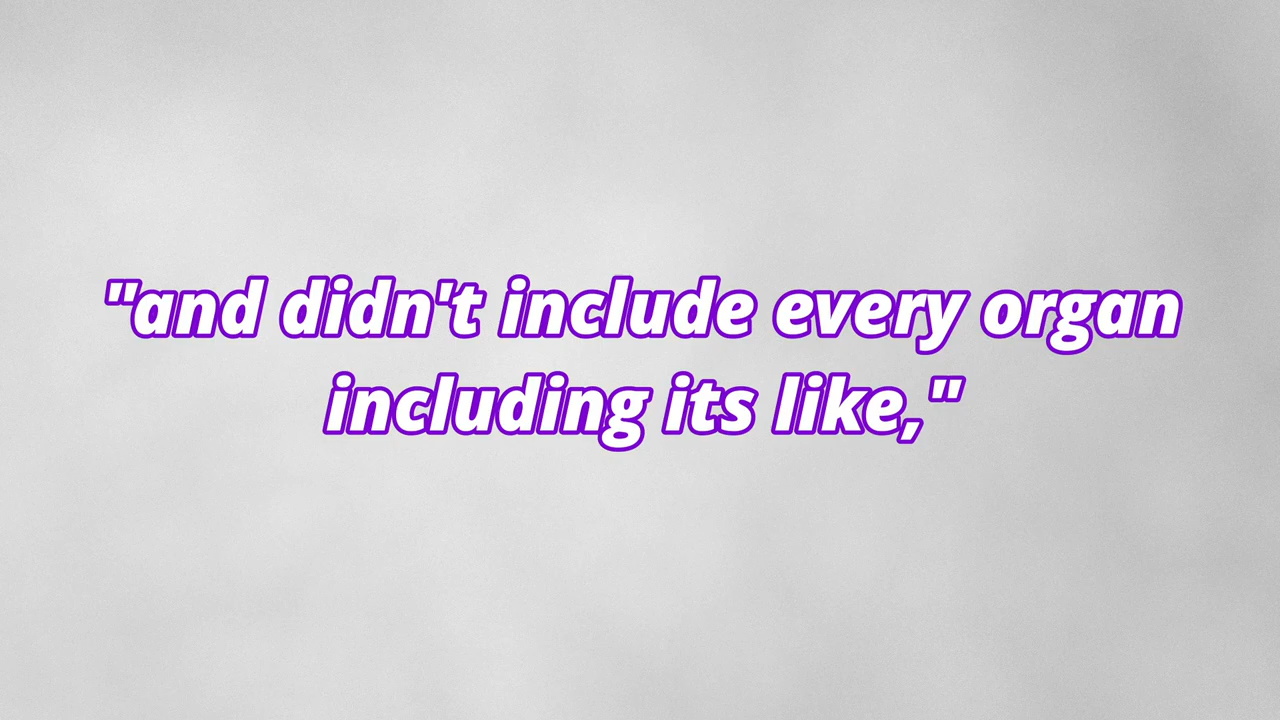 "and didn't include every organ
including its like,"